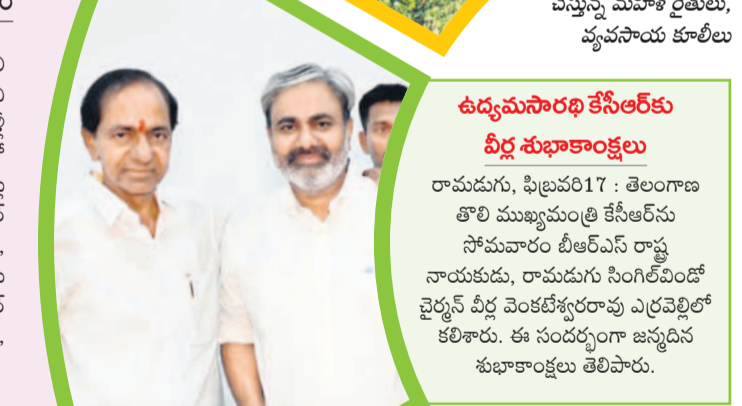 చేస్తున్న మహిళా రైతులు,
వ్యవసాయ కూలీలు
ఉద్యమసారథి కేసీఆర్‌కు
వీర్ల శుభాకాంక్షలు
రామడుగు, ఫిబ్రవరి17 : తెలంగాణ
తొలి ముఖ్యమంత్రి కేసీఆర్‌ను
సోమవారం బీఆర్ఎస్ రాష్ట్ర
నాయకుడు, రామడుగు సింగిల్‌విండో
చైర్మన్ వీర్ల వెంకటేశ్వరరావు ఎర్రవెల్లిలో
కలిశారు. ఈ సందర్భంగా జన్మదిన
శుభాకాంక్షలు తెలిపారు.